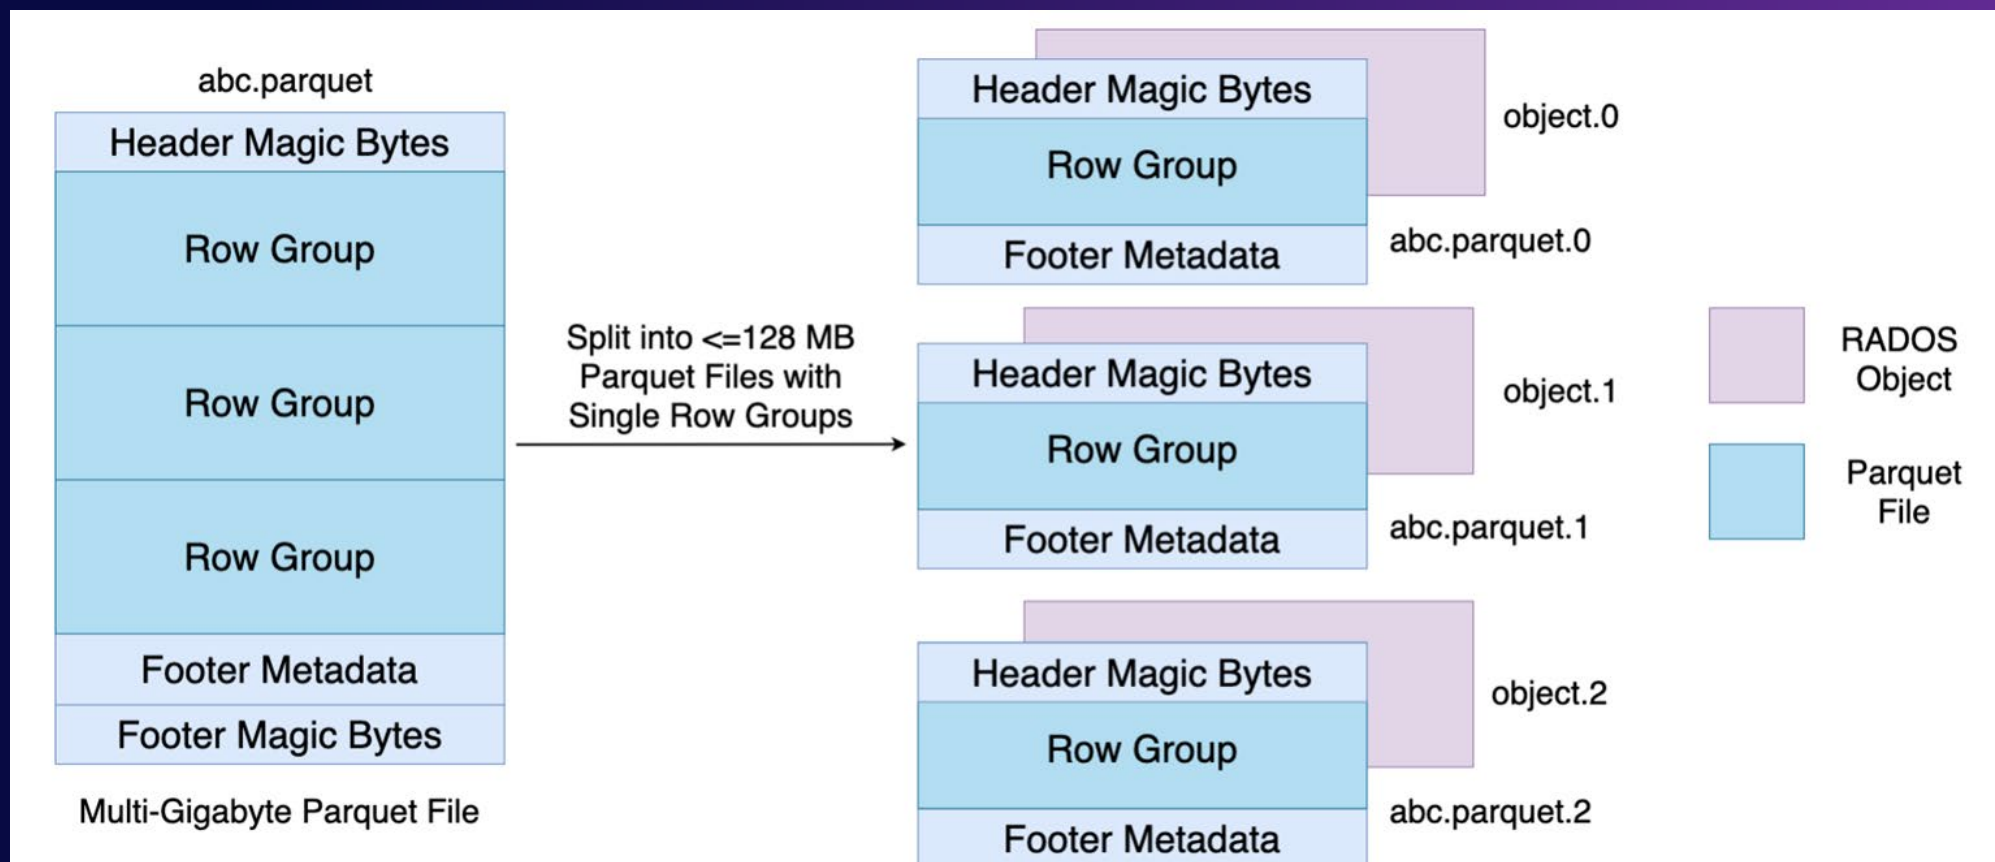 abc.parquet
Header Magic Bytes
Row Group
Row Group
Row Group
Footer Metadata
Footer Magic Bytes
Multi-Gigabyte Parquet File
Split into <=128 MB
Parquet Files with
Single Row Groups
Header Magic Bytes
Row Group
Footer Metadata
object.0
abc.parquet.0
Header Magic Bytes
Row Group
Footer Metadata
object.1
abc.parquet.1
Header Magic Bytes
Row Group
Footer Metadata
object.2
abc.parquet.2
RADOS
Object
Parquet
File